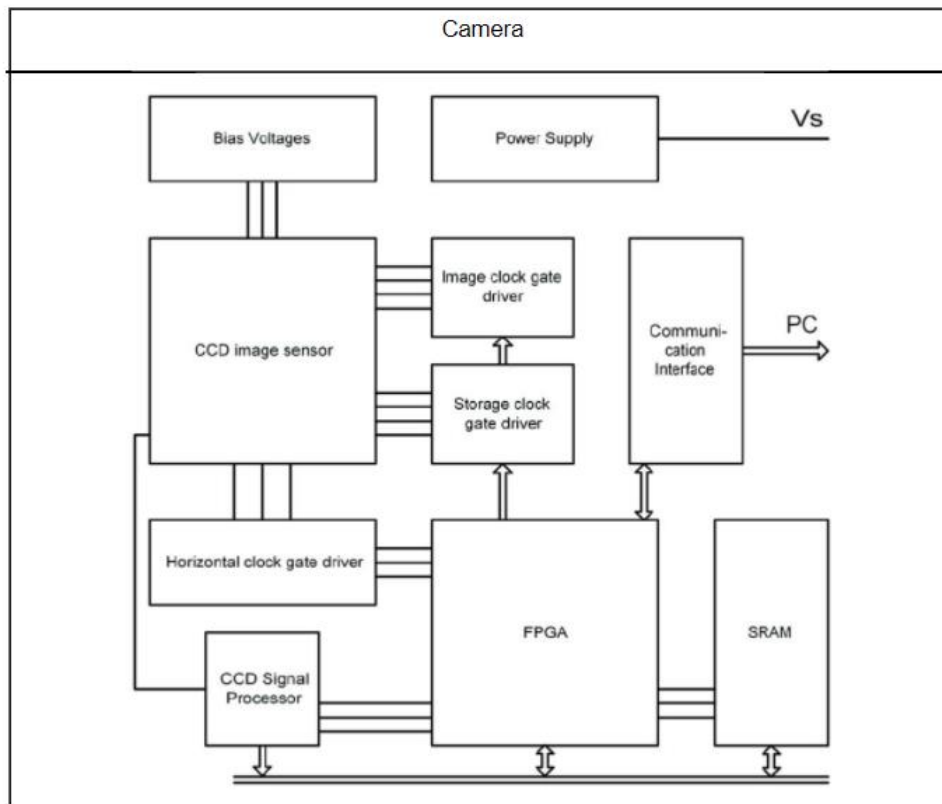 Camera
Bias Voltages
Power Supply
Vs
CCD image sensor
Image clock gate
driver
Communi-
cation
Interface
PC
Storage clock
gate driver
Horizontal clock gate driver
FPGA
SRAM
CCD Signal
Processor